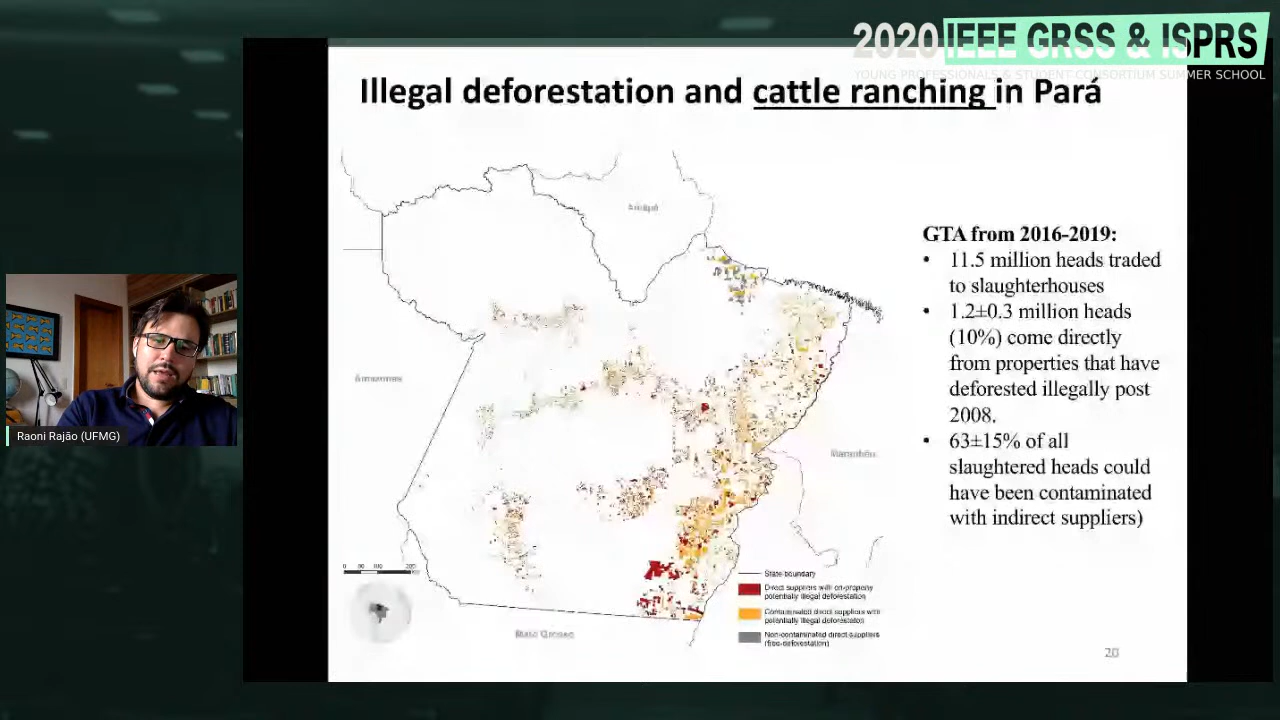 2020 IEEE GRSS & ISPRS
YOUNG PROFESSIONALS & STUDENT CONSORTIUM SUMMER SCHOOL
Illegal deforestation and cattle ranching in Pará
Amapá
GTA from 2016-2019:
• 11.5 million heads traded
to slaughterhouses
• 1.2±0.3 million heads
(10%) come directly
from properties that have
deforested illegally post
2008.
• 63±15% of all
slaughtered heads could
have been contaminated
with indirect suppliers)
Amazonas
Maranhão
Raoni Rajão (UFMG)
0 50 100 200
State boundary
Direct suppliers with on-property
potentially illegal deforestation
Contaminated direct suppliers with
potentially illegal deforestation
Non-contaminated direct suppliers
(free-deforestation)
Mato Grosso
20